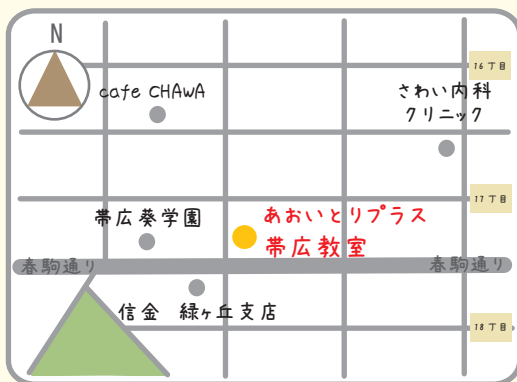 N
16丁目
cafe CHAWA
さわい内科
クリニック
17丁目
帯広葵学園
あおいとりプラス
帯広教室
春駒通り
春駒通り
信金 緑ヶ丘支店
18丁目